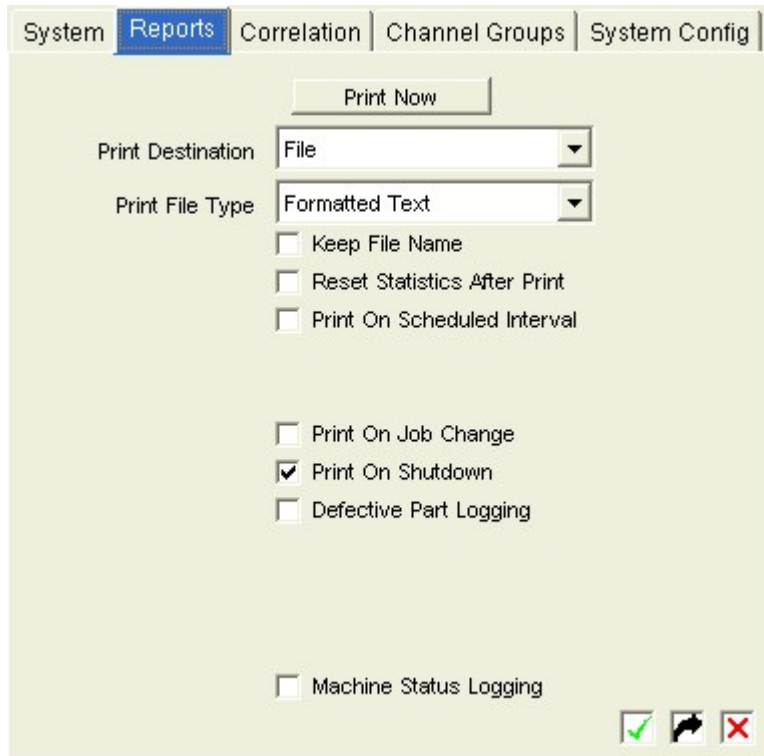 System Reports Correlation Channel Groups System Config
Print Now
Print Destination File
Print File Type Formatted Text
Keep File Name
Reset Statistics After Print
Print On Scheduled Interval
Print On Job Change
Print On Shutdown
Defective Part Logging
Machine Status Logging